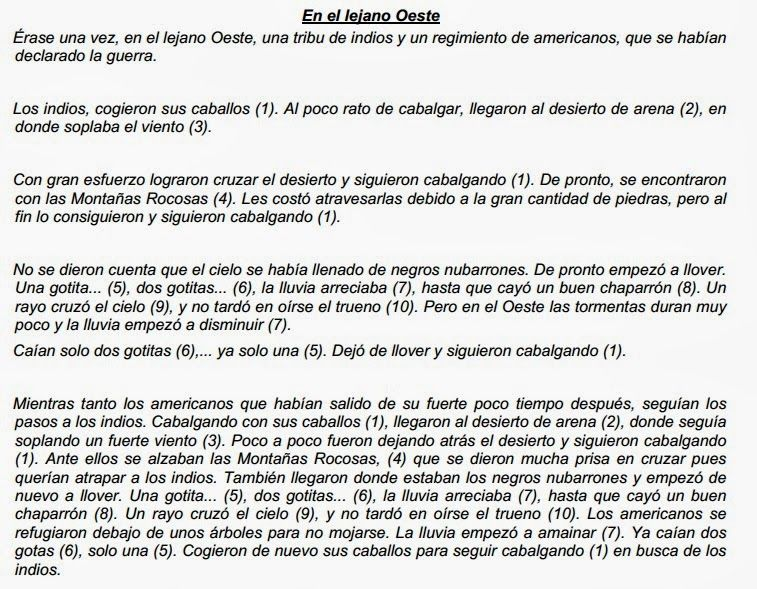 En el lejano Oeste
Érase una vez, en el lejano Oeste, una tribu de indios y un regimiento de americanos, que se habían
declarado la guerra.
Los indios, cogieron sus caballos (1). Al poco rato de cabalgar, llegaron al desierto de arena (2), en
donde soplaba el viento (3).
Con gran esfuerzo lograron cruzar el desierto y siguieron cabalgando (1). De pronto, se encontraron
con las Montañas Rocosas (4). Les costó atravesarlas debido a la gran cantidad de piedras, pero al
fin lo consiguieron y siguieron cabalgando (1).
No se dieron cuenta que el cielo se había llenado de negros nubarrones. De pronto empezó a llover.
Una gotita... (5), dos gotitas... (6), la lluvia arreciaba (7), hasta que cayó un buen chaparrón (8). Un
rayo cruzó el cielo (9), y no tardó en oírse el trueno (10). Pero en el Oeste las tormentas duran muy
poco y la lluvia empezó a disminuir (7).
Caían solo dos gotitas (6),... ya solo una (5). Dejó de llover y siguieron cabalgando (1).
Mientras tanto los americanos que habían salido de su fuerte poco tiempo después, seguían los
pasos a los indios. Cabalgando con sus caballos (1), llegaron al desierto de arena (2), donde seguía
soplando un fuerte viento (3). Poco a poco fueron dejando atrás el desierto y siguieron cabalgando
(1). Ante ellos se alzaban las Montañas Rocosas, (4) que se dieron mucha prisa en cruzar pues
querían atrapar a los indios. También llegaron donde estaban los negros nubarrones y empezó de
nuevo a llover. Una gotita... (5), dos gotitas... (6), la lluvia arreciaba (7), hasta que cayó un buen
chaparrón (8). Un rayo cruzó el cielo (9), y no tardó en oírse el trueno (10). Los americanos se
refugiaron debajo de unos árboles para no mojarse. La lluvia empezó a amainar (7). Ya caían dos
gotas (6), solo una (5). Cogieron de nuevo sus caballos para seguir cabalgando (1) en busca de los
indios.